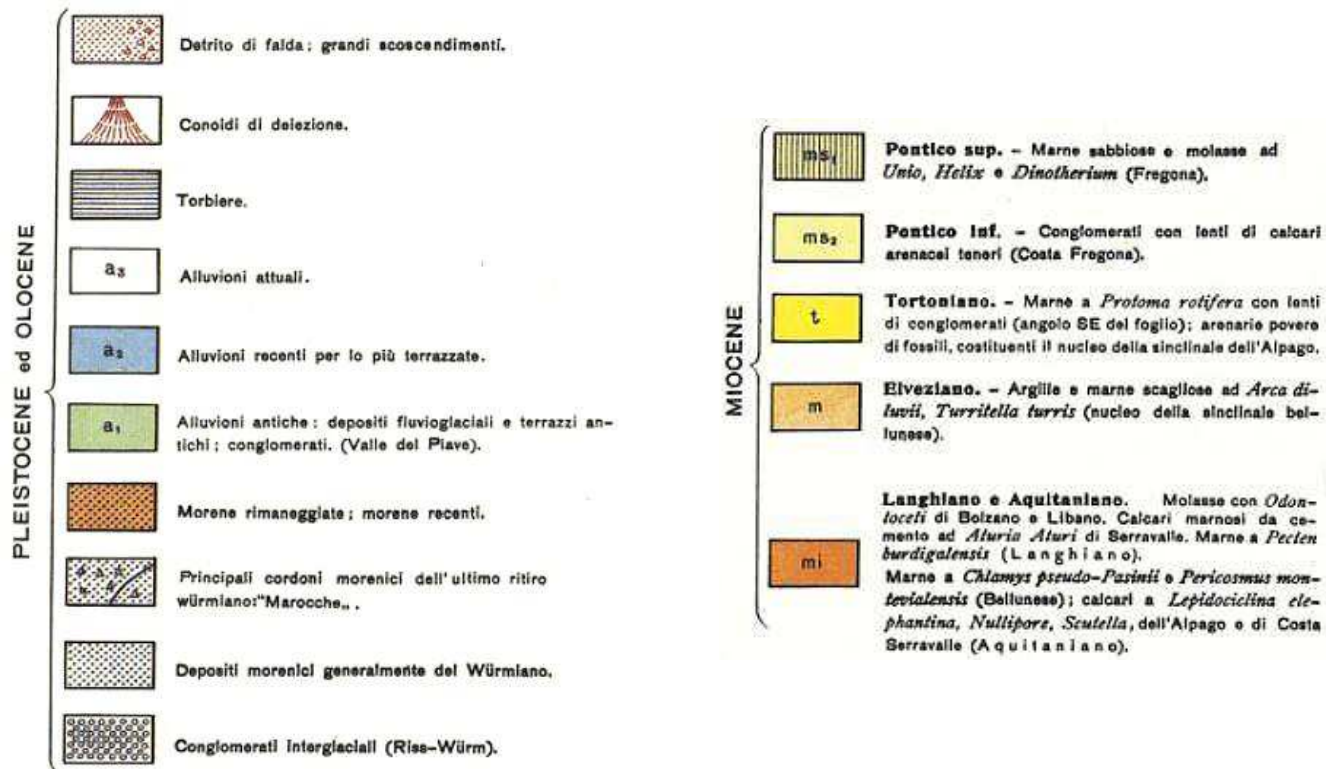 PLEISTOCENE ed OLOCENE
Detrito di falda; grandi scoscendimenti.
Conoidi di deiezione.
Torbiere.
a3
Alluvioni attuali.
a2
Alluvioni recenti per lo più terrazzate.
a1
Alluvioni antiche: depositi fluvioglaciali e terrazzi an-
tichi; conglomerati. (Valle del Piave).
Morene rimaneggiate; morene recenti.
Principali cordoni morenici dell'ultimo ritiro
würmiano:"Marocche„.
Depositi morenici generalmente del Würmiano.
Conglomerati interglaciali (Riss-Würm).
MIOCENE
ms1
Pontico sup. - Marne sabbiose e molasse ad
Unio, Helix e Dinotherium (Fregona).
ms2
Pontico inf. - Conglomerati con lenti di calcari
arenacei teneri (Costa Fregona).
t
Tortoniano. - Marne a Protoma rotifera con lenti
di conglomerati (angolo SE del foglio); arenarie povere
di fossili, costituenti il nucleo della sinclinale dell'Alpago.
m
Elveziano. - Argille e marne scagliose ad Arca di-
luvii, Turritella turris (nucleo della sinclinale bel-
lunese).
mi
Langhiano e Aquitaniano. Molasse con Odon-
toceti di Bolzano e Libano. Calcari marnosi da ce-
mento ad Aturia Aturi di Serravalle. Marne a Pecten
burdigalensis (Langhiano).
Marne a Chlamys pseudo-Pasinii e Pericosmus mon-
tevialensis (Bellunese); calcari a Lepidociclina ele-
phantina, Nullipore, Scutella, dell'Alpago e di Costa
Serravalle (Aquitaniano).